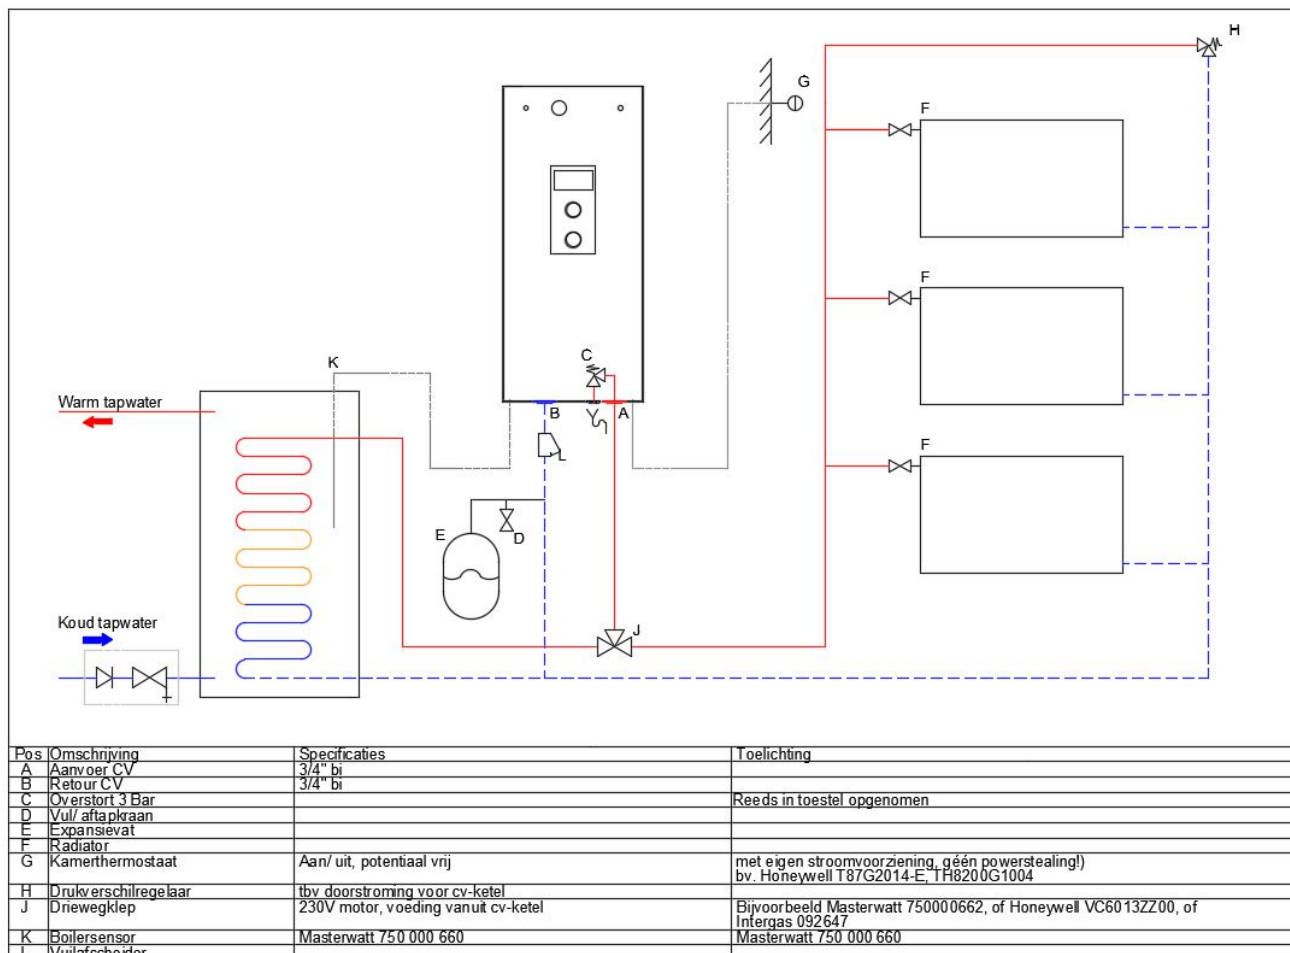 H
G
F
K
C
Warm tapwater
B
A
F
F
L
E
D
Koud tapwater
J
Pos Omschrijving Specificaties Toelichting
A Aanvoer CV 3/4" bi
B Retour CV 3/4" bi
C Overstort 3 Bar Reeds in toestel opgenomen
D Vul/ aftapkraan
E Expansievat
F Radiator
G Kamerthermostaat Aan/ uit, potentiaal vrij met eigen stroomvoorziening, géén powerstealing!)
bv. Honeywell T87G2014-E, TH8200G1004
H Drukverschilregelaar tbv doorstroming voor cv-ketel
J Driewegklep 230V motor, voeding vanuit cv-ketel Bijvoorbeeld Masterwatt 750000662, of Honeywell VC6013ZZ00, of
Intergas 092647
K Boilersensor Masterwatt 750 000 660 Masterwatt 750 000 660
L Vuilafscheider